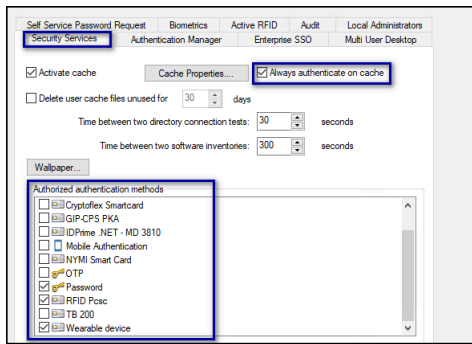 Self Service Password Request Biometrics Active RFID Audit Local Administrators
Security Services Authentication Manager Enterprise SSO Multi User Desktop
Activate cache Cache Properties.... Always authenticate on cache
Delete user cache files unused for 30 days
Time between two directory connection tests: 30 seconds
Time between two software inventories: 300 seconds
Wallpaper...
Authorized authentication methods
Cryptoflex Smartcard
GIP-CPS PKA
IDPrime .NET - MD 3810
Mobile Authentication
NYMI Smart Card
OTP
Password
RFID Pcsc
TB 200
Wearable device